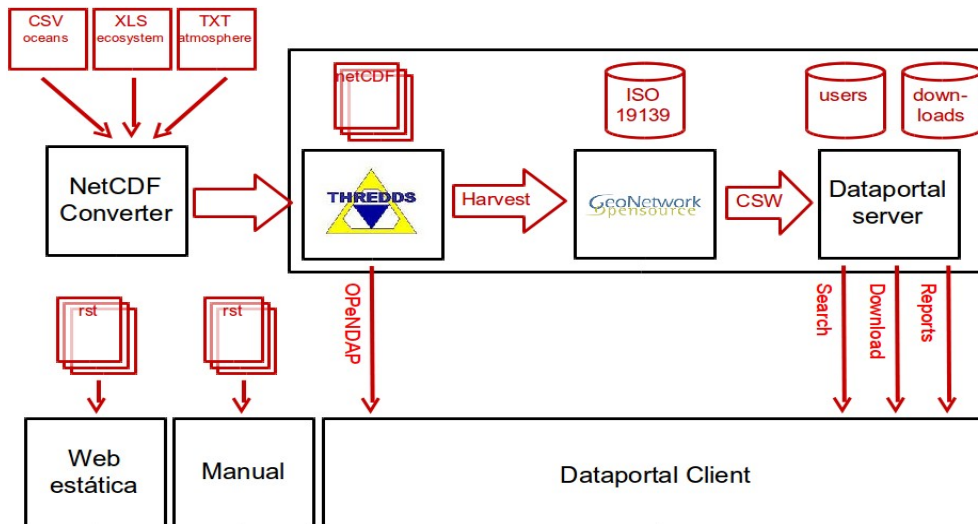 CSV
oceans
XLS
ecosystem
TXT
atmosphere
netCDF
ISO
19139
users
down-
loads
NetCDF
Converter
THREDDS
Harvest
GeoNetwork
Opensource
CSW
Dataportal
server
rst
rst
OPeNDAP
Search
Download
Reports
Web
estática
Manual
Dataportal Client